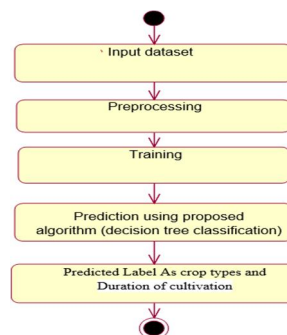 Input dataset
Preprocessing
Training
Prediction using proposed
algorithm (decision tree classification)
Predicted Label As crop types and
Duration of cultivation